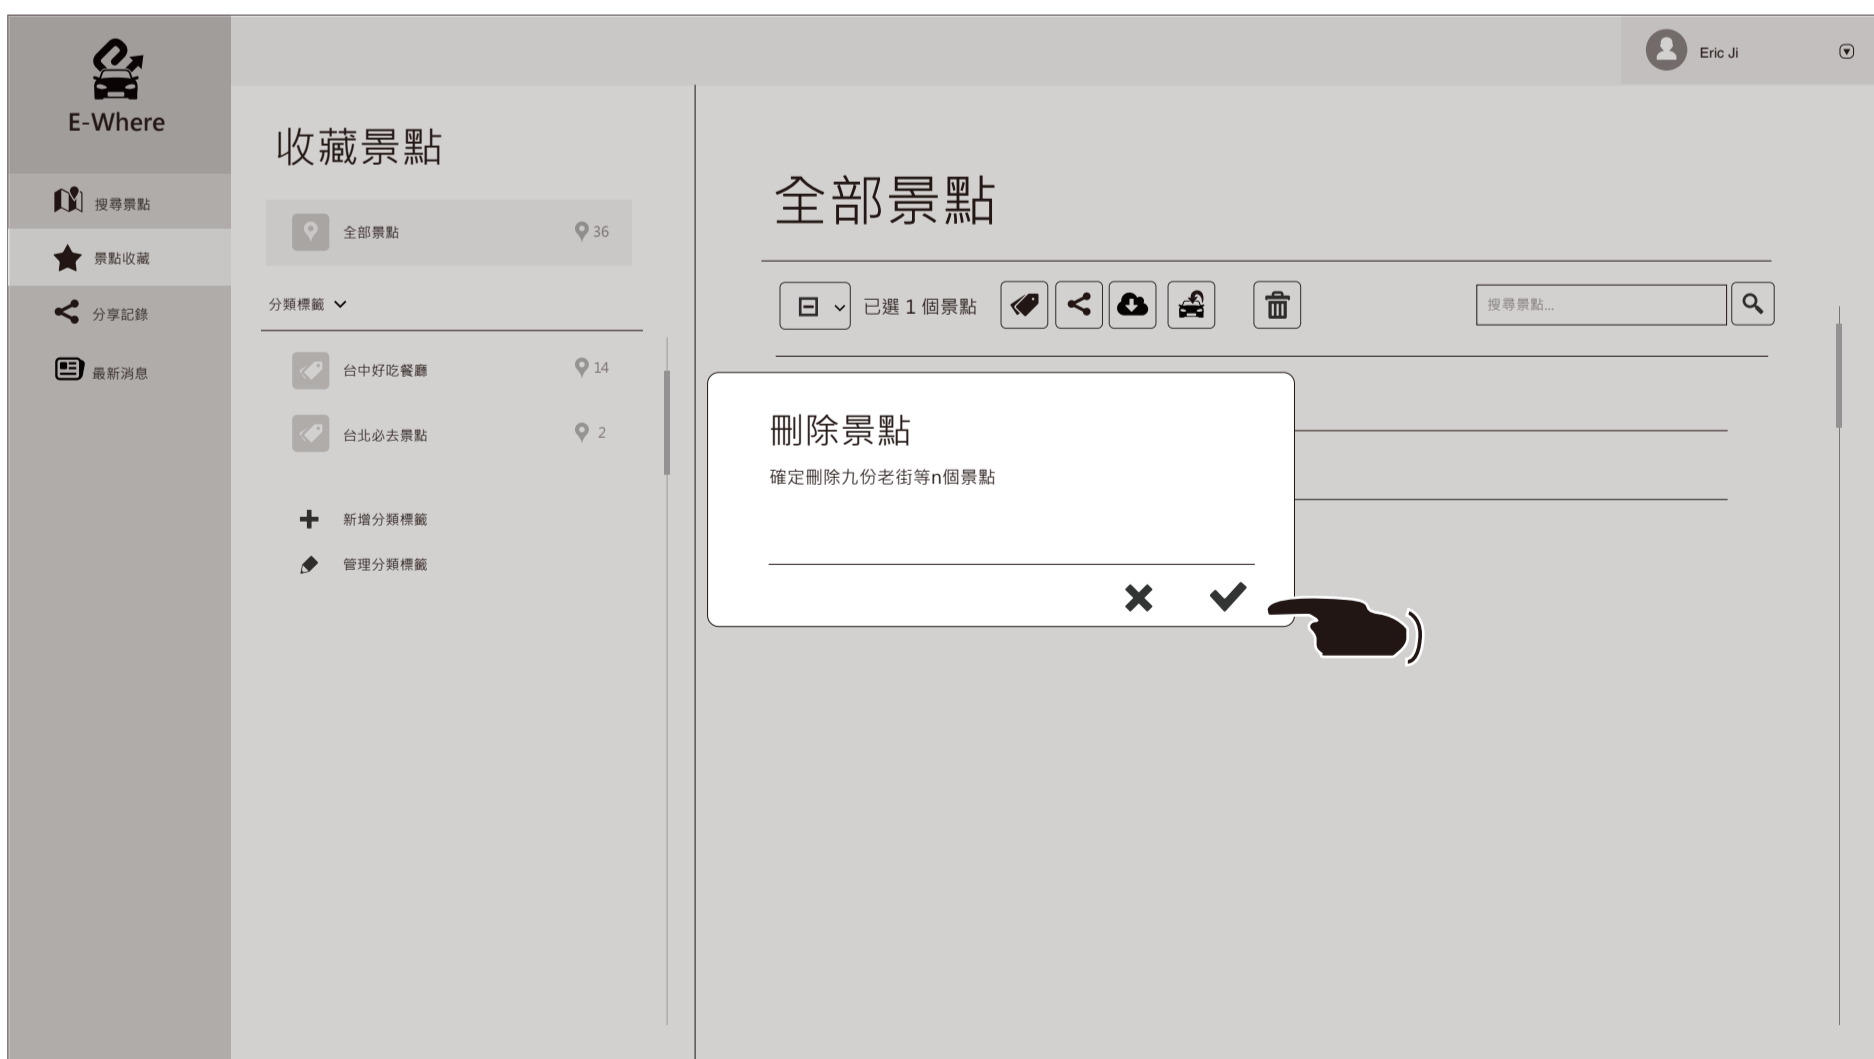 Eric Ji
E-Where
搜尋景點
景點收藏
分享記錄
最新消息
收藏景點
全部景點 36
分類標籤
台中好吃餐廳 14
台北必去景點 2
新增分類標籤
管理分類標籤
全部景點
已選 1 個景點
搜尋景點...
刪除景點
確定刪除九份老街等n個景點